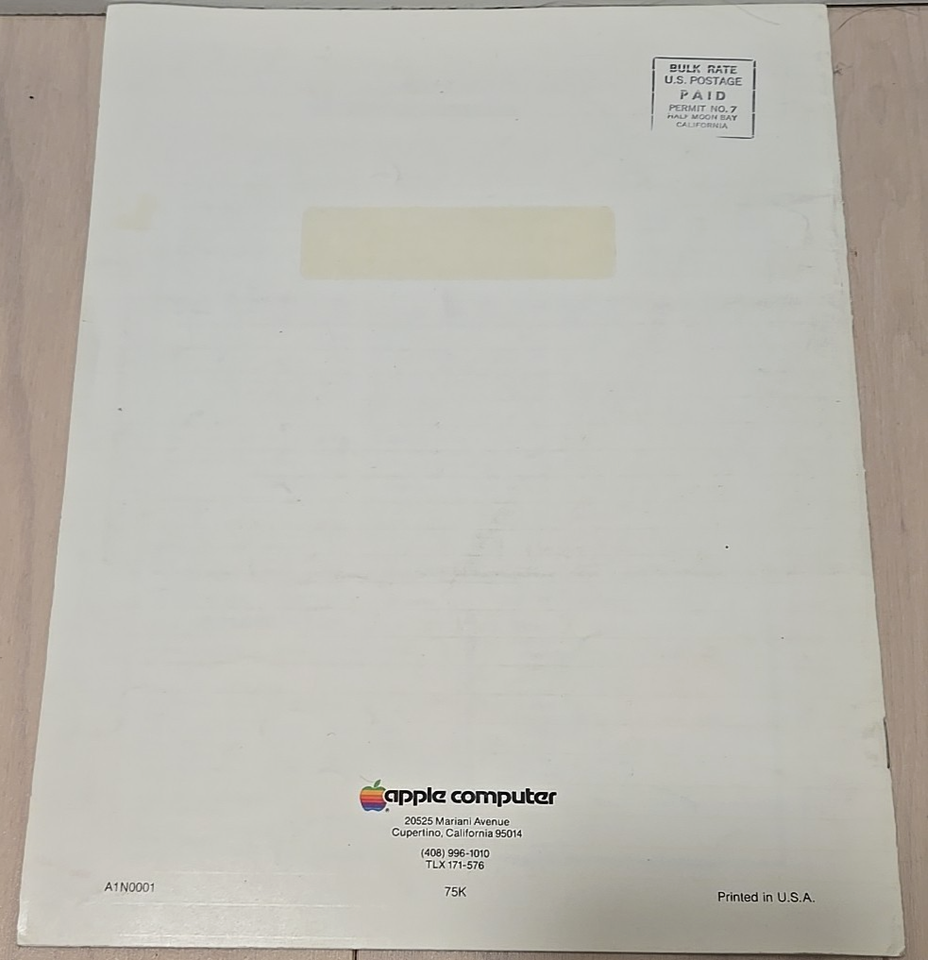 BULK RATE
U.S. POSTAGE
PAID
PERMIT NO. 7
HALF MOON BAY
CALIFORNIA
apple computer
20525 Mariani Avenue
Cupertino, California 95014
(408) 996-1010
TLX 171-576
A1N0001
75K
Printed in U.S.A.